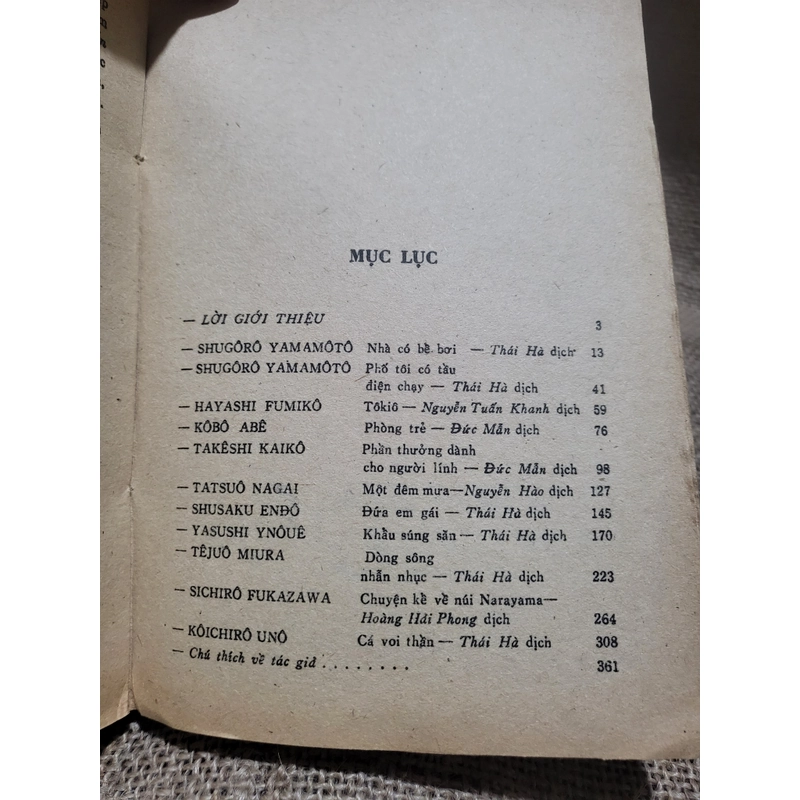 MỤC LỤC
— LỜI GIỚI THIỆU 3
— SHUGÔRÔ YAMAMÔTÔ Nhà có bề bơi — Thái Hà dịch 13
— SHUGÔRÔ YAMAMÔTÔ Phố tôi có tầu
điện chạy — Thái Hà dịch 41
— HAYASHI FUMIKÔ Tôkiô — Nguyễn Tuấn Khanh dịch 59
— KÔBÔ ABÊ Phòng trẻ — Đức Mẫn dịch 76
— TAKÊSHI KAIKÔ Phần thưởng dành
cho người lính — Đức Mẫn dịch 98
— TATSUÔ NAGAI Một đêm mưa — Nguyễn Hào dịch 127
— SHUSAKU ENĐÔ Đứa em gái — Thái Hà dịch 145
— YASUSHI YNÔUÊ Khẩu súng săn — Thái Hà dịch 170
— TÊJUÔ MIURA Dòng sông
nhẫn nhục — Thái Hà dịch 223
— SICHIRÔ FUKAZAWA Chuyện kể về núi Narayama —
Hoàng Hải Phong dịch 264
— KÔICHIRÔ UNÔ Cá voi thần — Thái Hà dịch 308
— Chú thích về tác giả . . . . . . . . 361